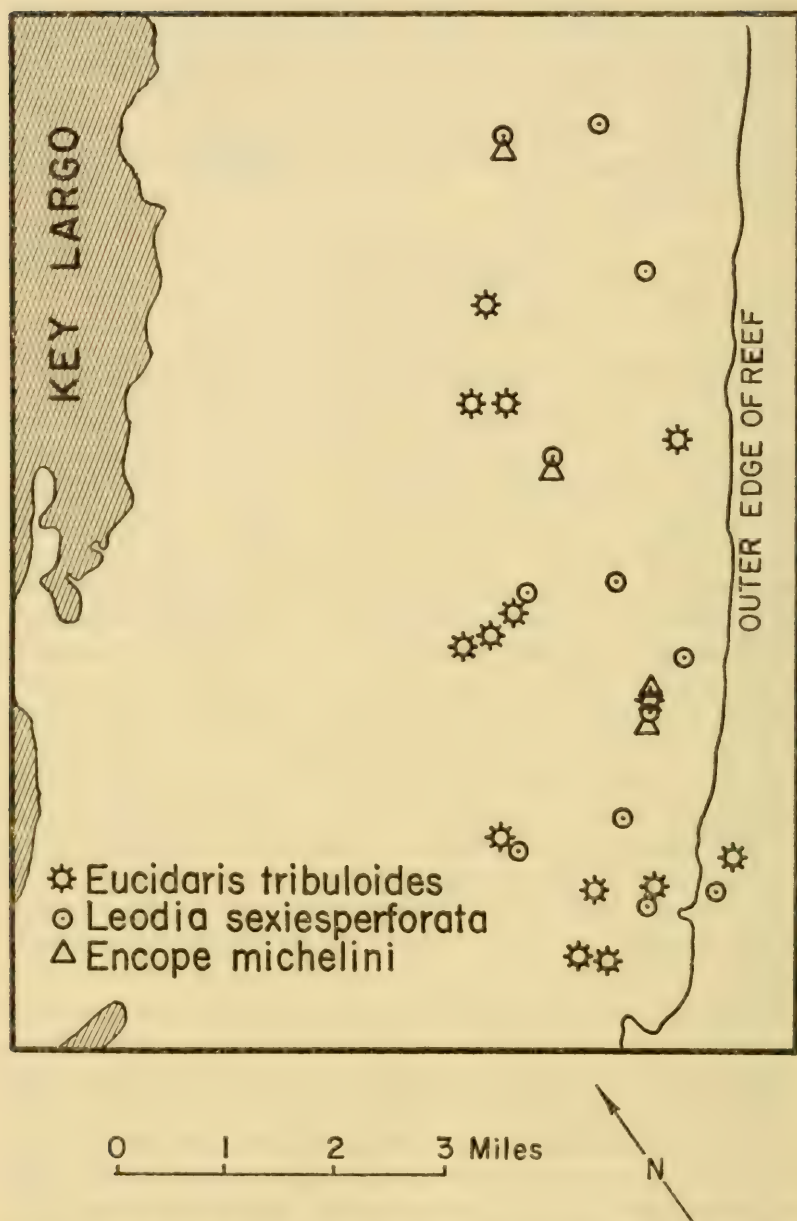 KEY LARGO
OUTER EDGE OF REEF
Eucidaris tribuloides
Leodia sexiesperforata
Encope michelini
0 1 2 3 Miles
N